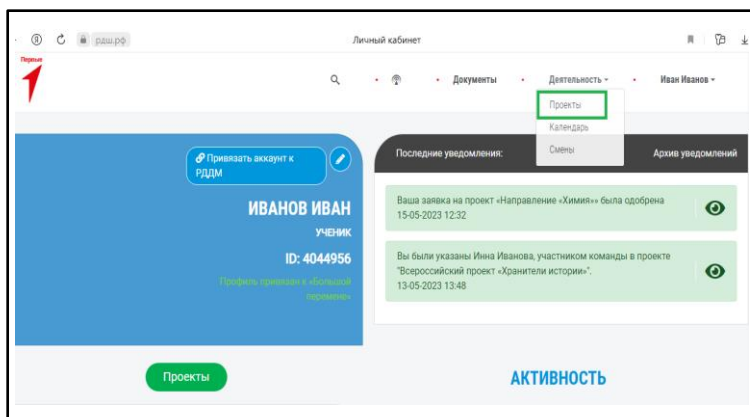 рдш.рф
Личный кабинет
Первые
Документы
Деятельность
Иван Иванов
Проекты
Календарь
Смены
Привязать аккаунт к
РДДМ
ИВАНОВ ИВАН
УЧЕНИК
ID: 4044956
Профиль привязан к «Большой
перемене»
Последние уведомления:
Архив уведомлений
Ваша заявка на проект «Направление «Химия»» была одобрена
15-05-2023 12:32
Вы были указаны Инна Иванова, участником команды в проекте
"Всероссийский проект «Хранители истории»".
13-05-2023 13:48
Проекты
АКТИВНОСТЬ